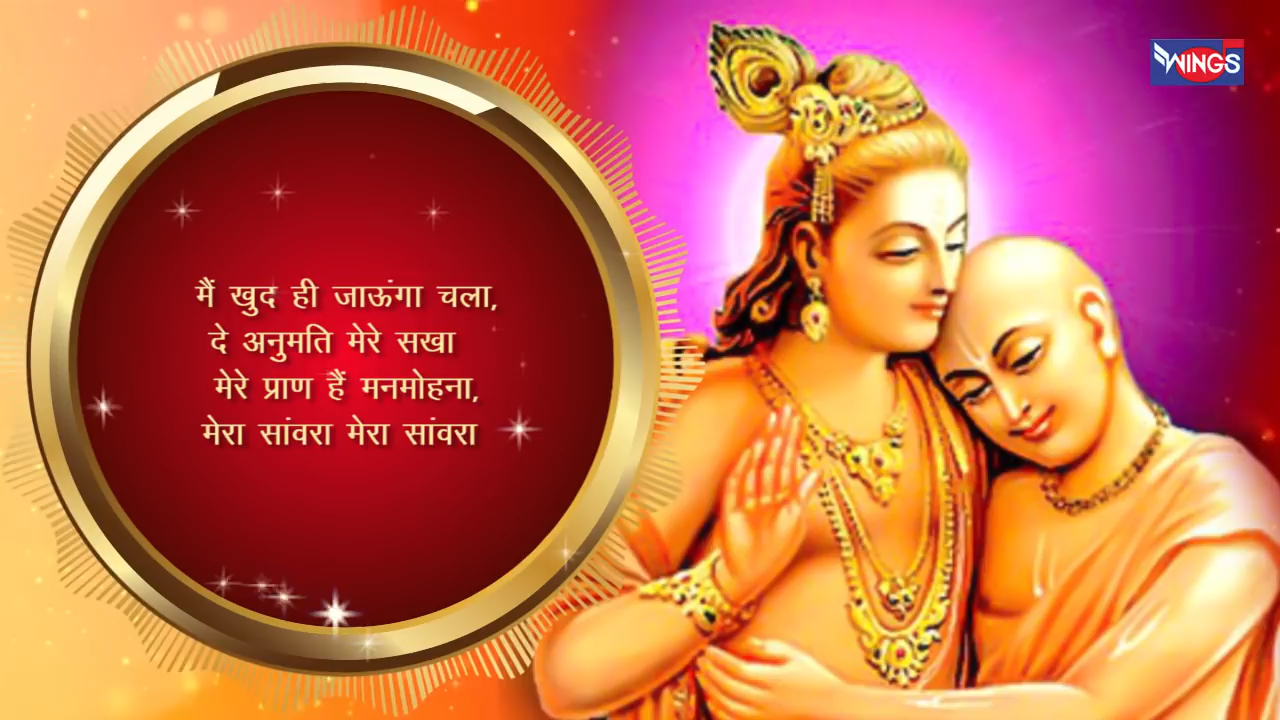 WINGS
मैं खुद ही जाऊंगा चला,
दे अनुमति मेरे सखा
मेरे प्राण हैं मनमोहना,
मेरा सांवरा मेरा सांवरा